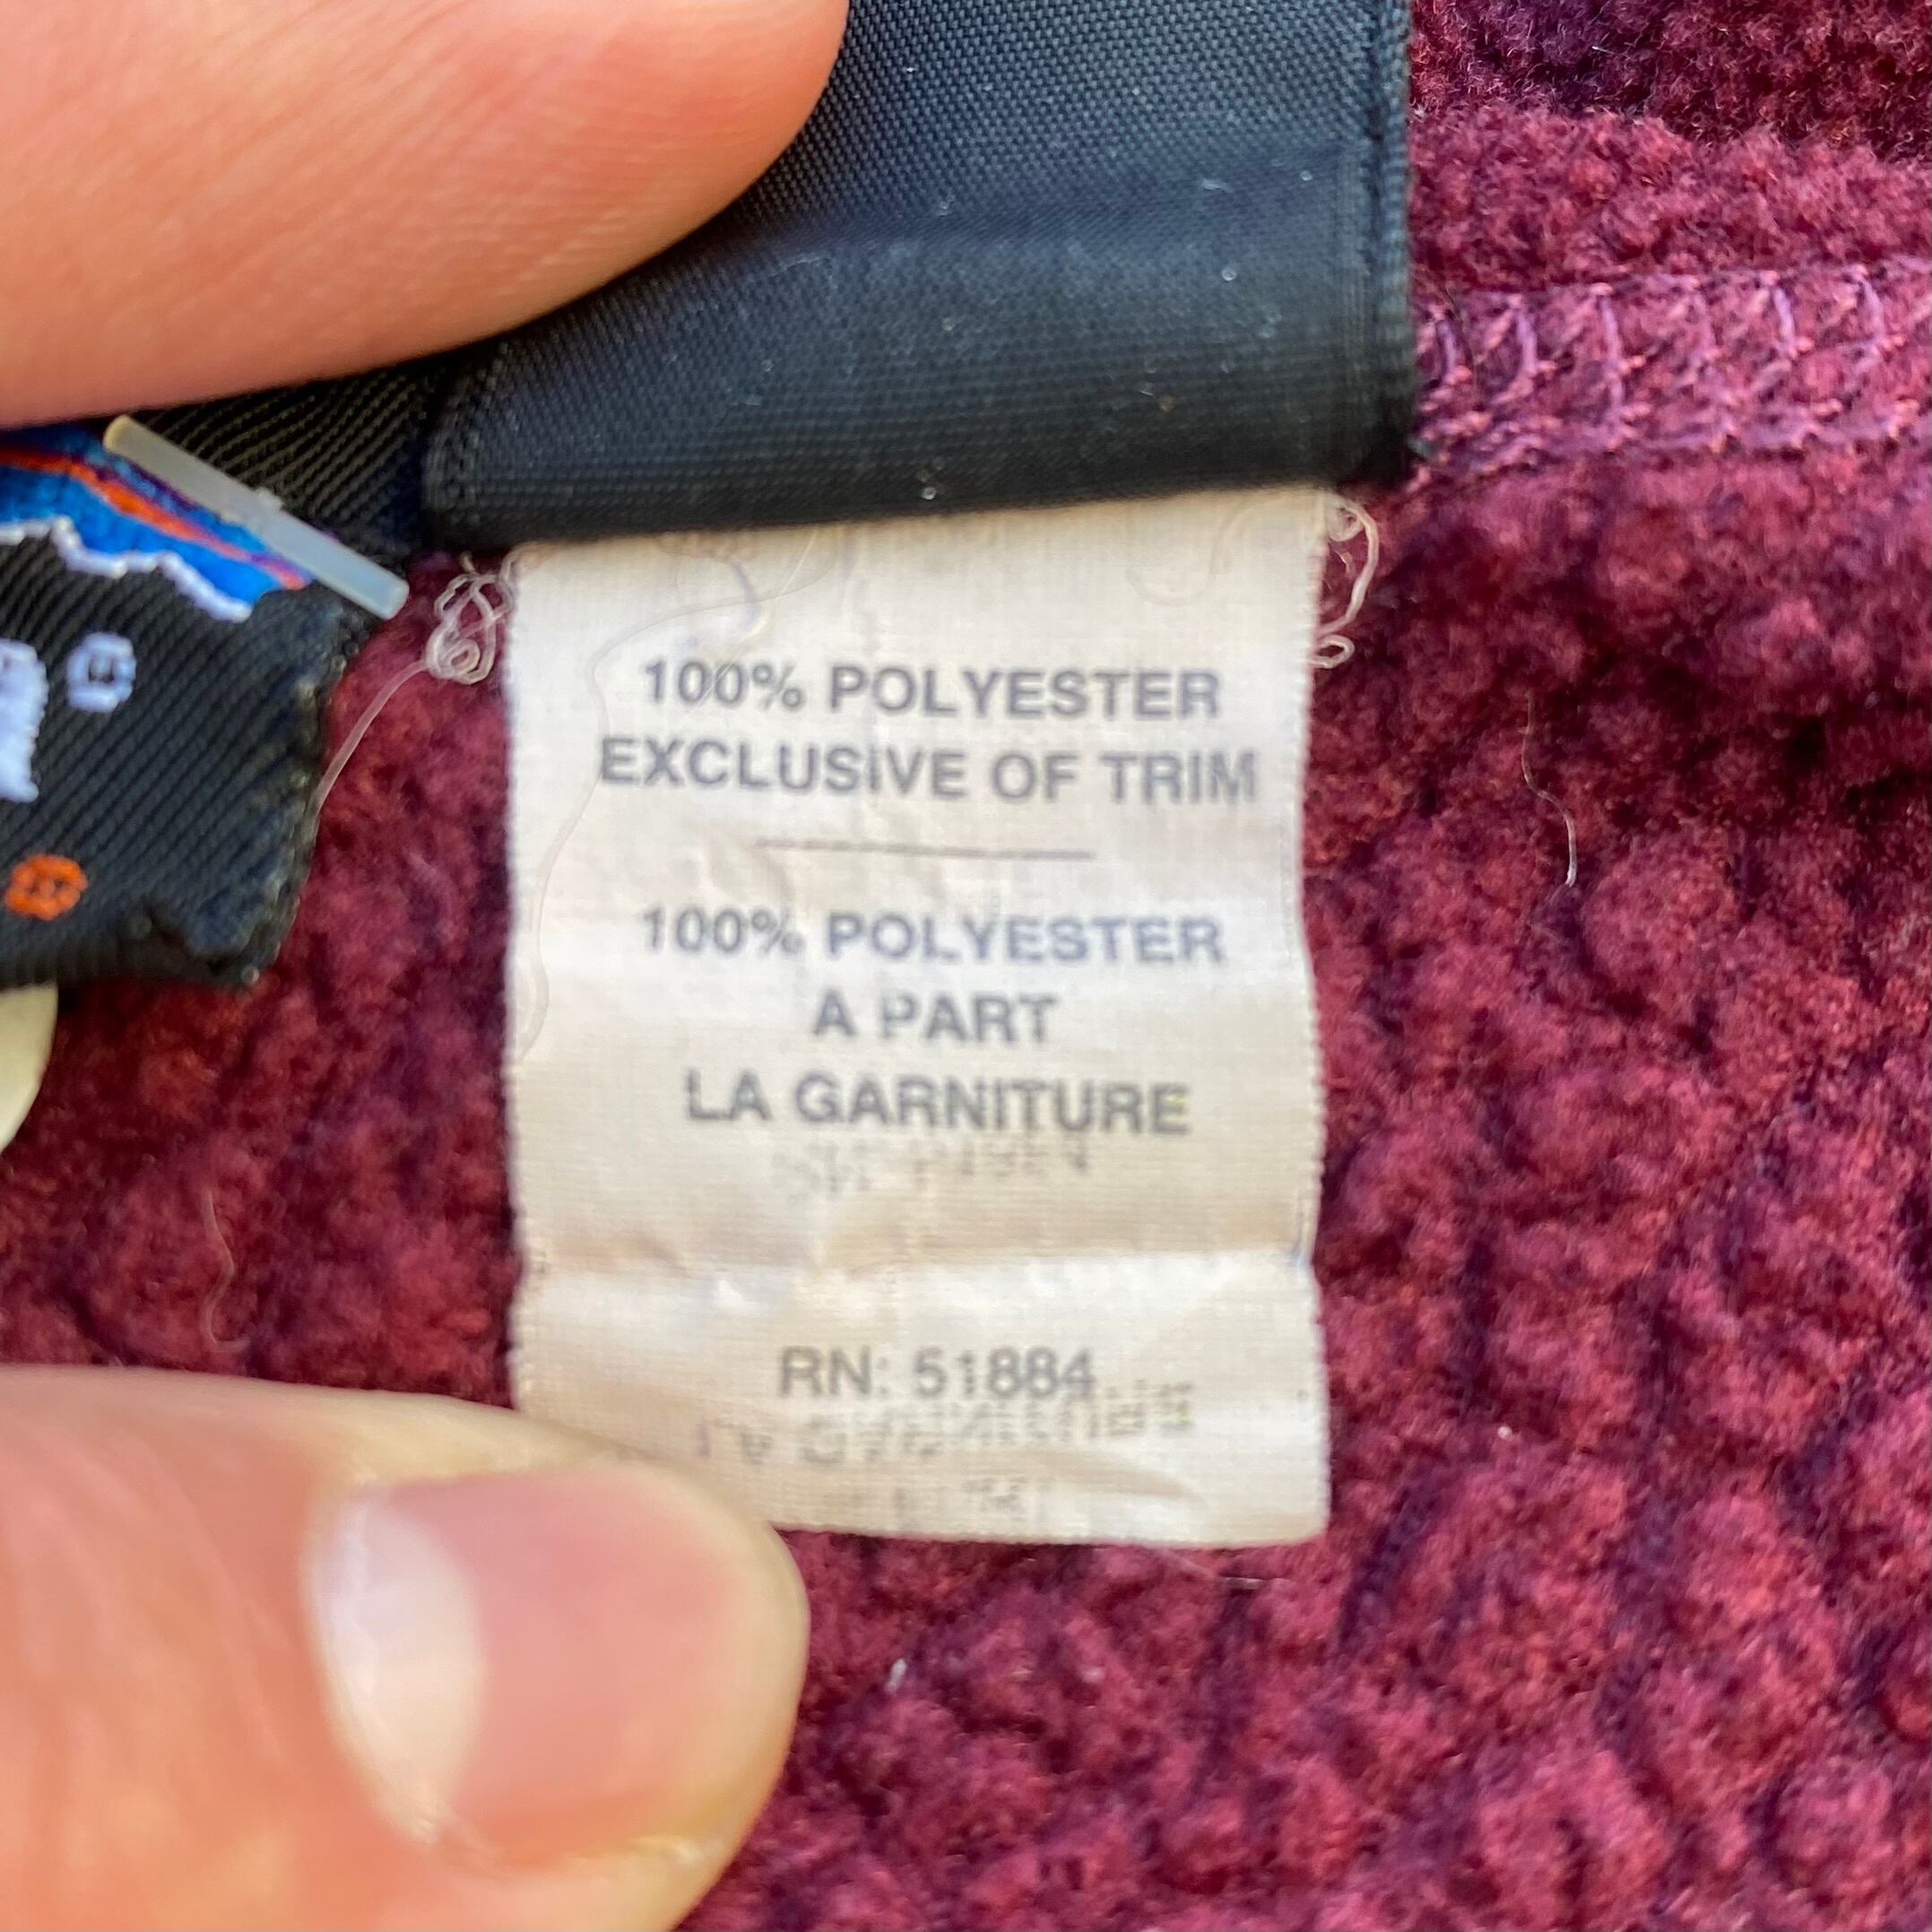 100% POLYESTER
EXCLUSIVE OF TRIM
100% POLYESTER
A PART
LA GARNITURE
RN: 51884